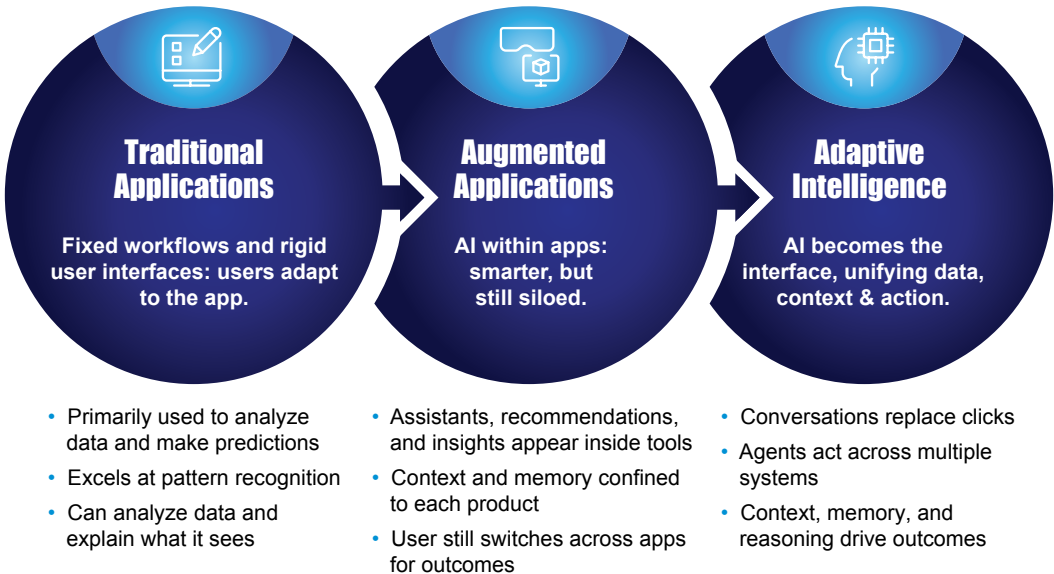 Traditional
Applications
Fixed workflows and rigid
user interfaces: users adapt
to the app.
• Primarily used to analyze
data and make predictions
• Excels at pattern recognition
• Can analyze data and
explain what it sees
Augmented
Applications
AI within apps:
smarter, but
still siloed.
• Assistants, recommendations,
and insights appear inside tools
• Context and memory confined
to each product
• User still switches across apps
for outcomes
Adaptive
Intelligence
AI becomes the
interface, unifying data,
context & action.
• Conversations replace clicks
• Agents act across multiple
systems
• Context, memory, and
reasoning drive outcomes